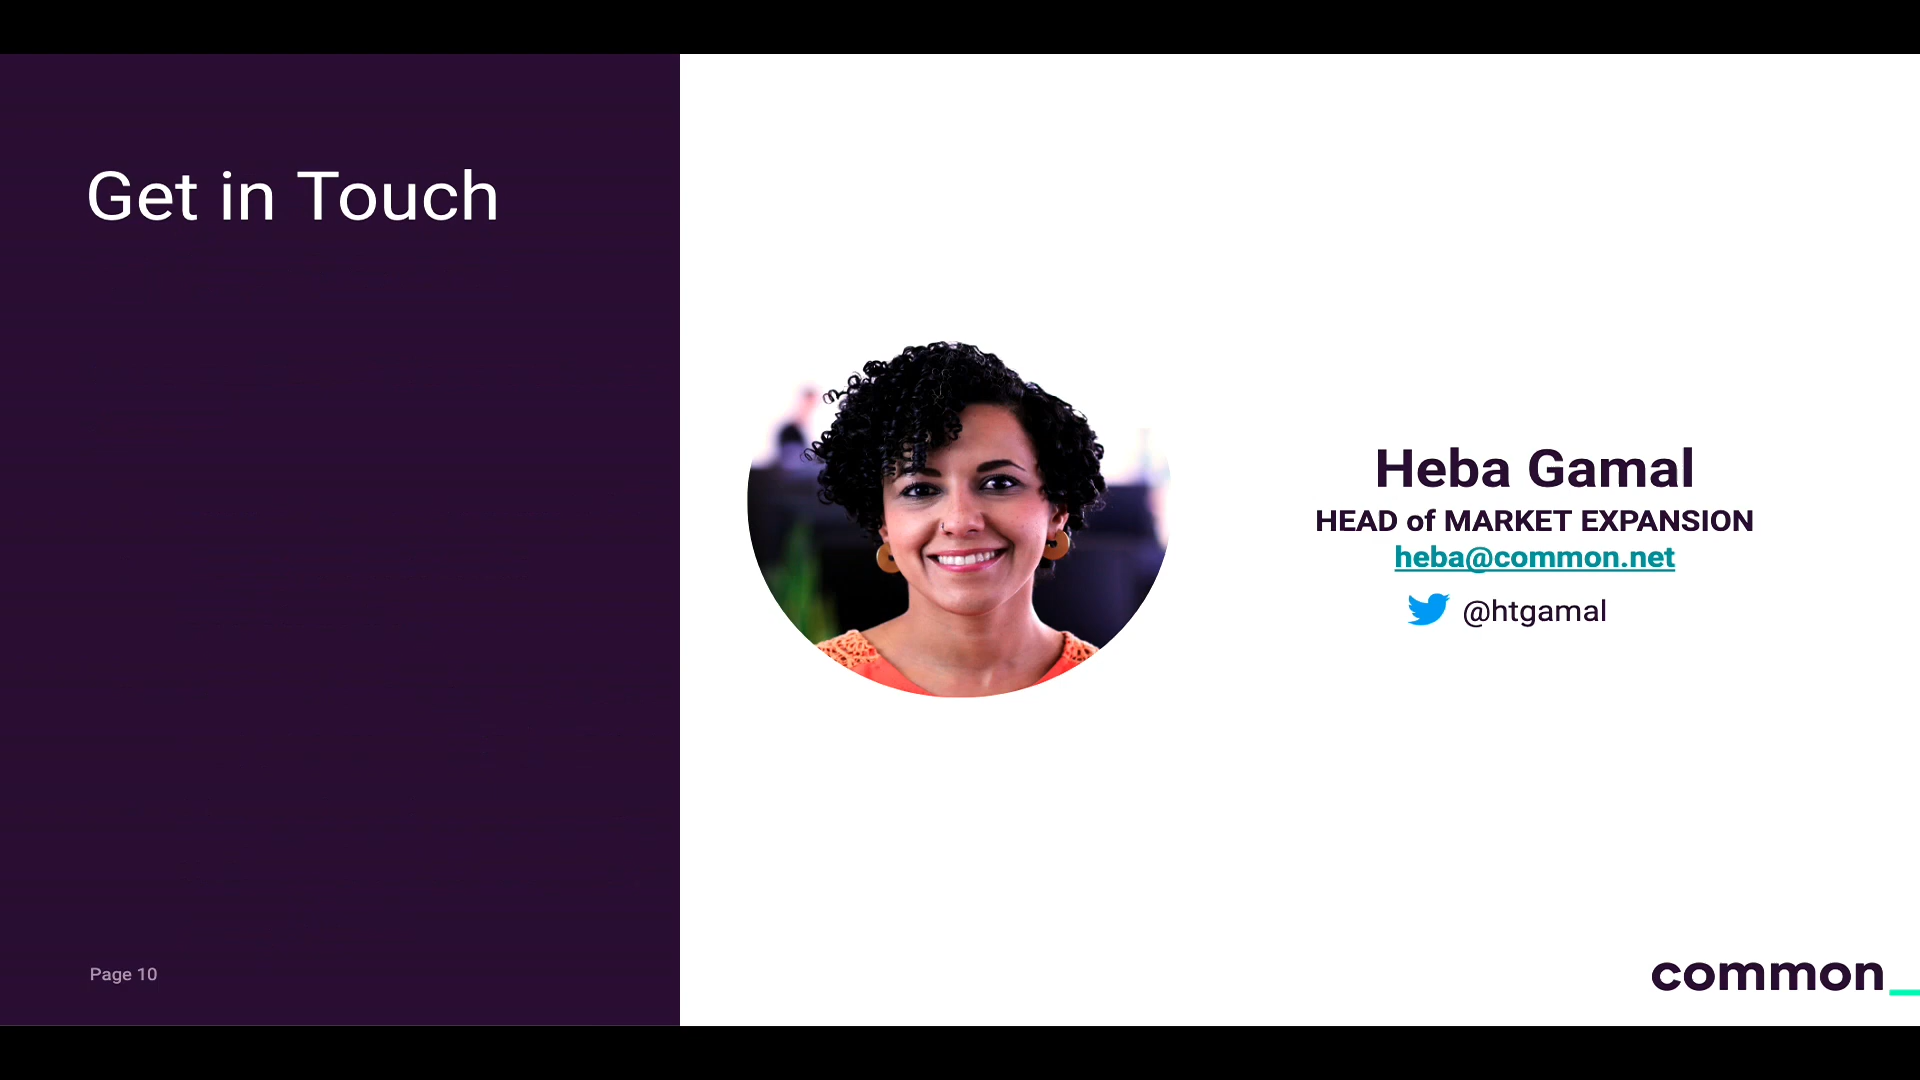 Get in Touch
Heba Gamal
HEAD of MARKET EXPANSION
heba@common.net
@htgamal
Page 10
common_